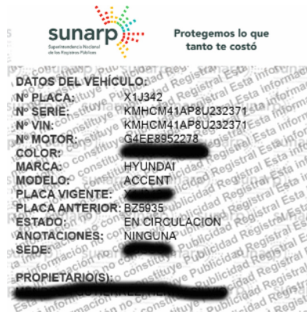 sunarp
Superintendencia Nacional
de los Registros Públicos
Protegemos lo que
tanto te costó
DATOS DEL VEHÍCULO:
Nº PLACA: X1J342
Nº SERIE: KMHCM41AP8U232371
Nº VIN: KMHCM41AP8U232371
Nº MOTOR: G4EE8952278
COLOR:
MARCA: HYUNDAI
MODELO: ACCENT
PLACA VIGENTE:
PLACA ANTERIOR: BZ5935
ESTADO: EN CIRCULACION
ANOTACIONES: NINGUNA
SEDE:
PROPIETARIO(S):